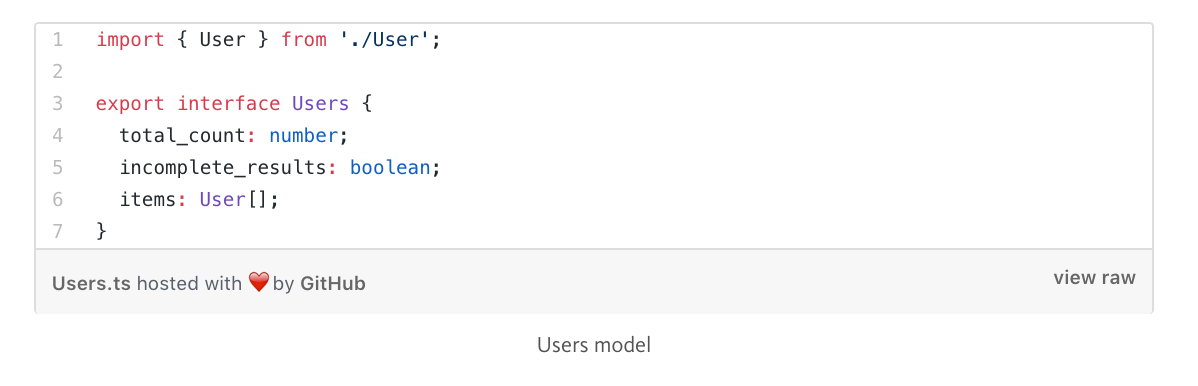 1 import { User } from './User';
2
3 export interface Users {
4   total_count: number;
5   incomplete_results: boolean;
6   items: User[];
7 }
Users.ts hosted with ❤️by GitHub
view raw
Users model